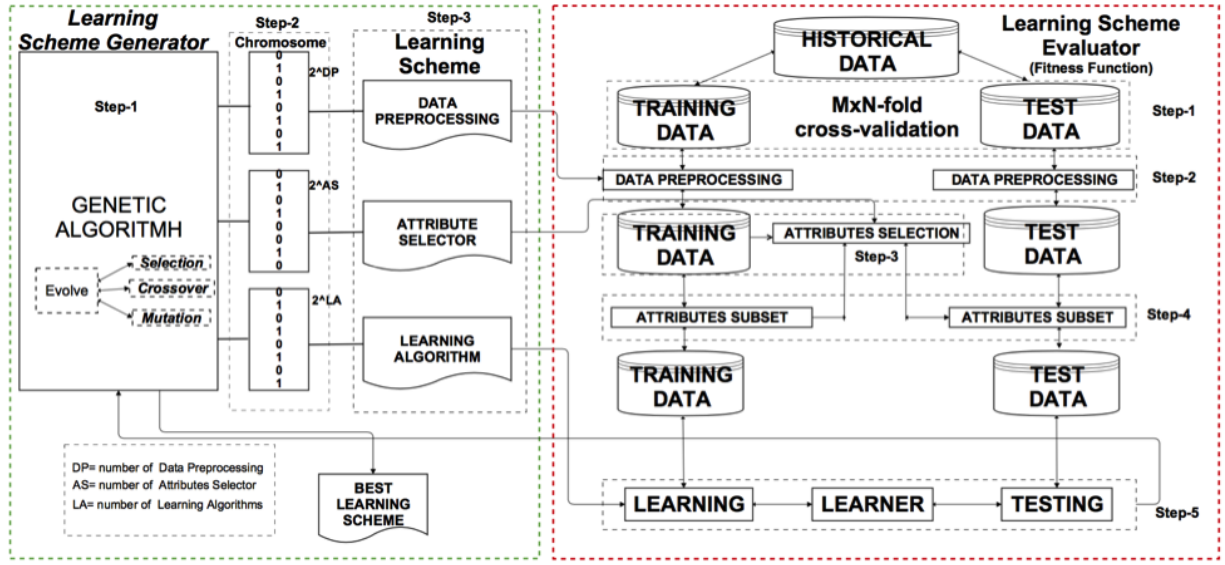 Learning
Scheme Generator
Step-1
GENETIC
ALGORITMH
Evolve
Selection
Crossover
Mutation
Step-2
Chromosome
0
1
0
0
1
0
1
0
1
2^DP
0
1
0
1
0
0
0
1
0
2^AS
0
1
0
0
1
0
1
0
1
2^LA
Step-3
Learning
Scheme
DATA
PREPROCESSING
ATTRIBUTE
SELECTOR
LEARNING
ALGORITHM
DP= number of Data Preprocessing
AS= number of Attributes Selector
LA= number of Learning Algorithms
BEST
LEARNING
SCHEME
Learning Scheme
Evaluator
(Fitness Function)
HISTORICAL
DATA
TRAINING
DATA
MxN-fold
cross-validation
TEST
DATA
Step-1
DATA PREPROCESSING
DATA PREPROCESSING
Step-2
TRAINING
DATA
ATTRIBUTES SELECTION
Step-3
TEST
DATA
ATTRIBUTES SUBSET
ATTRIBUTES SUBSET
Step-4
TRAINING
DATA
TEST
DATA
LEARNING
LEARNER
TESTING
Step-5